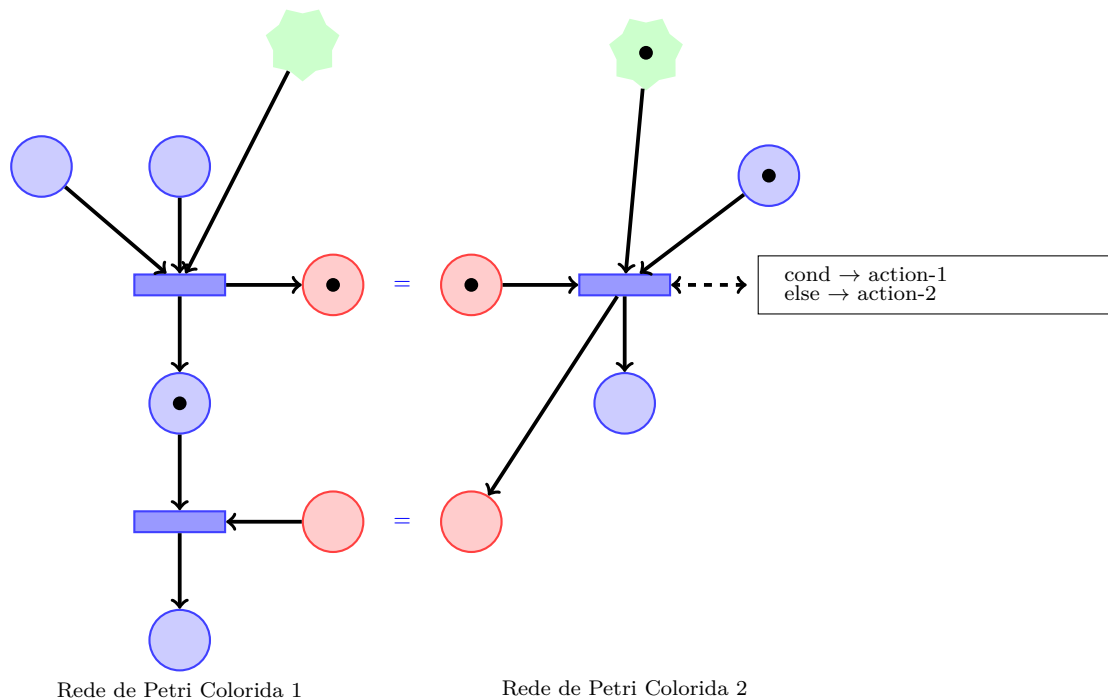 =
cond → action-1
else → action-2
=
Rede de Petri Colorida 1
Rede de Petri Colorida 2